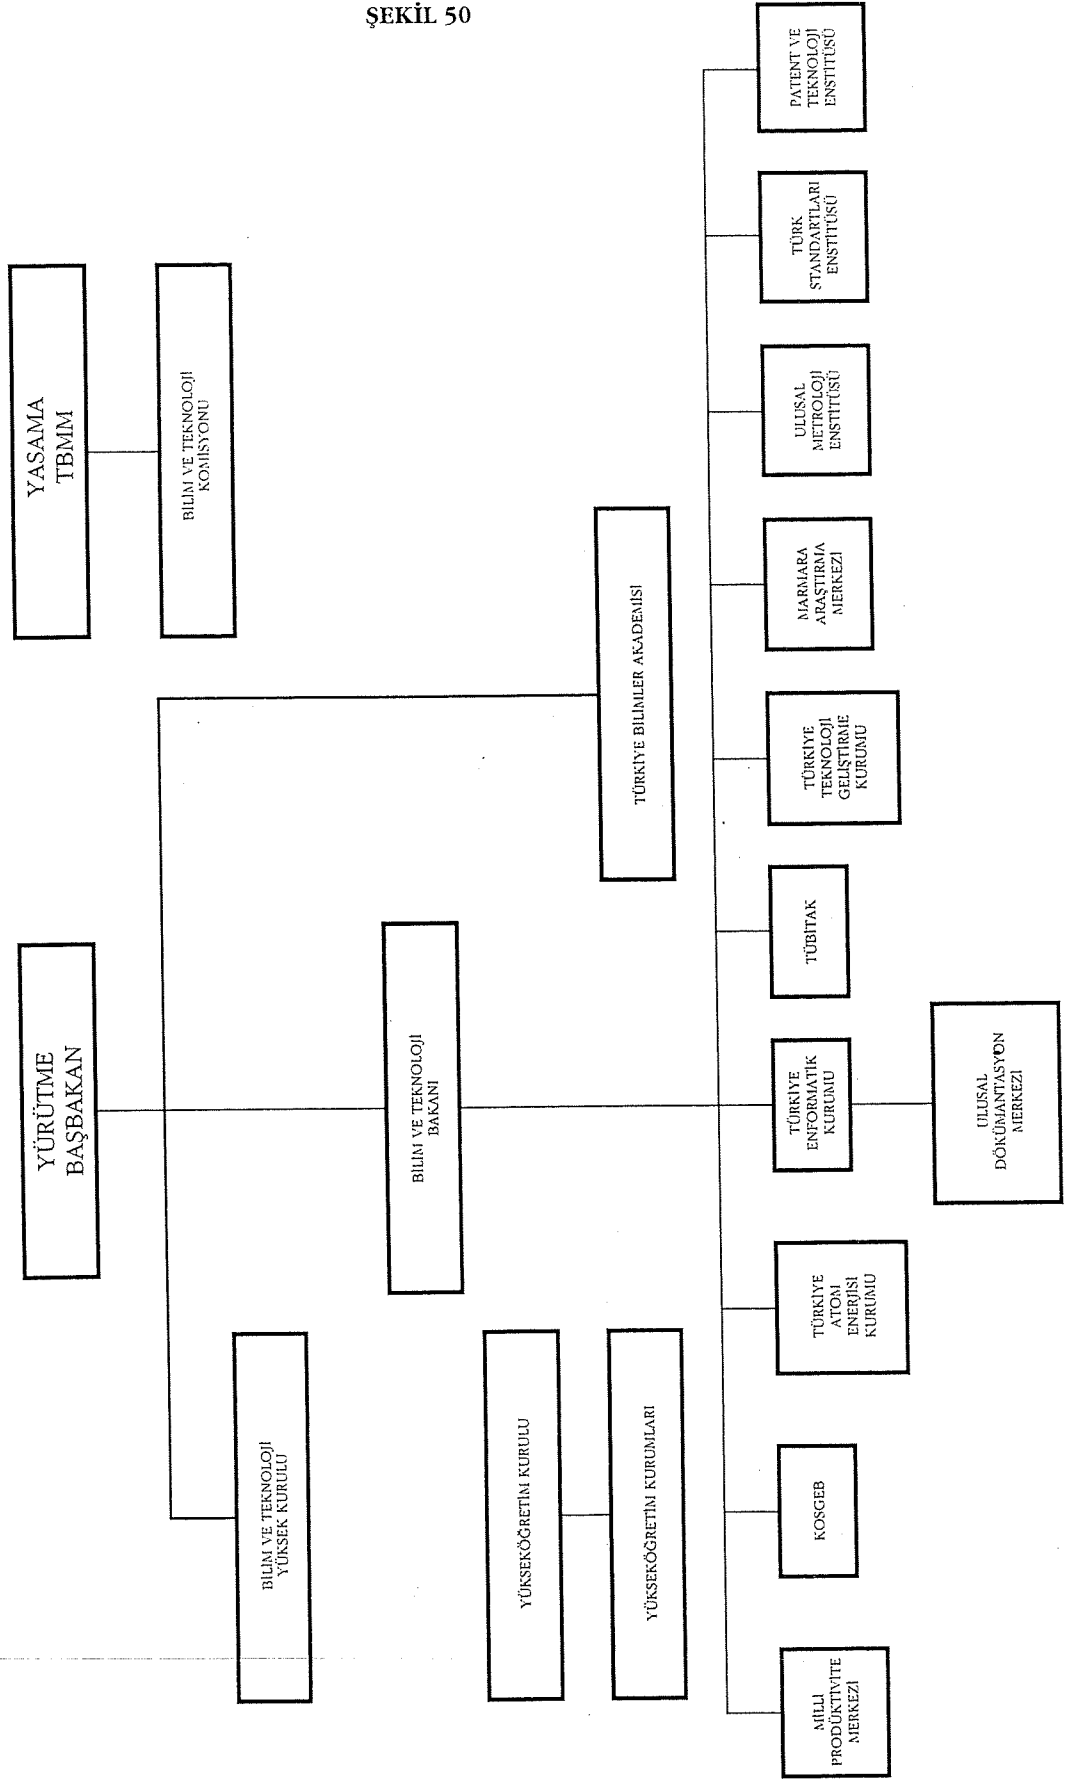 ŞEKİL 50
YASAMA
TBMM
BİLİM VE TEKNOLOJİ
KOMİSYONU
YÜRÜTME
BAŞBAKAN
BİLİM VE TEKNOLOJİ
YÜKSEK KURULU
BİLİM VE TEKNOLOJİ
BAKANI
YÜKSEKÖĞRETİM KURULU
YÜKSEKÖĞRETİM KURUMLARI
TÜRKİYE BİLİMLER AKADEMİSİ
MİLLİ
PRODÜKTİVİTE
MERKEZİ
KOSGEB
TÜRKİYE
ATOM
ENERJİSİ
KURUMU
TÜRKİYE
ENFORMATİK
KURUMU
TÜBİTAK
TÜRKİYE
TEKNOLOJİ
GELİŞTİRME
KURUMU
MARMARA
ARAŞTIRMA
MERKEZİ
ULUSAL
METROLOJİ
ENSTİTÜSÜ
TÜRK
STANDARTLARI
ENSTİTÜSÜ
PATENT VE
TEKNOLOJİ
ENSTİTÜSÜ
ULUSAL
DÖKÜMANTASYON
MERKEZİ